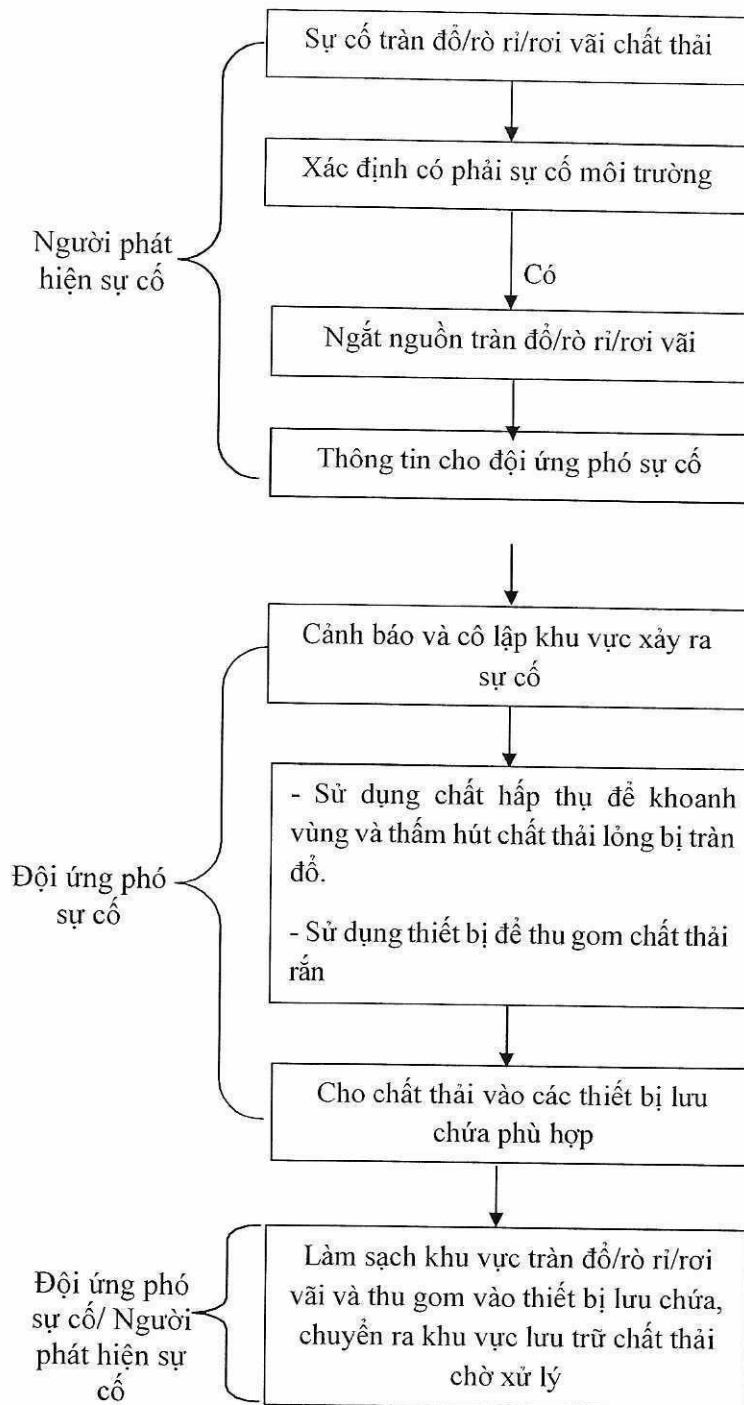 Sự cố tràn đổ/rò rỉ/rơi vãi chất thải
Xác định có phải sự cố môi trường
Người phát
hiện sự cố
Có
Ngắt nguồn tràn đổ/rò rỉ/rơi vãi
Thông tin cho đội ứng phó sự cố
Cảnh báo và cô lập khu vực xảy ra
sự cố
- Sử dụng chất hấp thụ để khoanh
vùng và thấm hút chất thải lỏng bị tràn
đổ.
- Sử dụng thiết bị để thu gom chất thải
rắn
Đội ứng phó
sự cố
Cho chất thải vào các thiết bị lưu
chứa phù hợp
Đội ứng phó
sự cố/ Người
phát hiện sự
cố
Làm sạch khu vực tràn đổ/rò rỉ/rơi
vãi và thu gom vào thiết bị lưu chứa,
chuyển ra khu vực lưu trữ chất thải
chờ xử lý